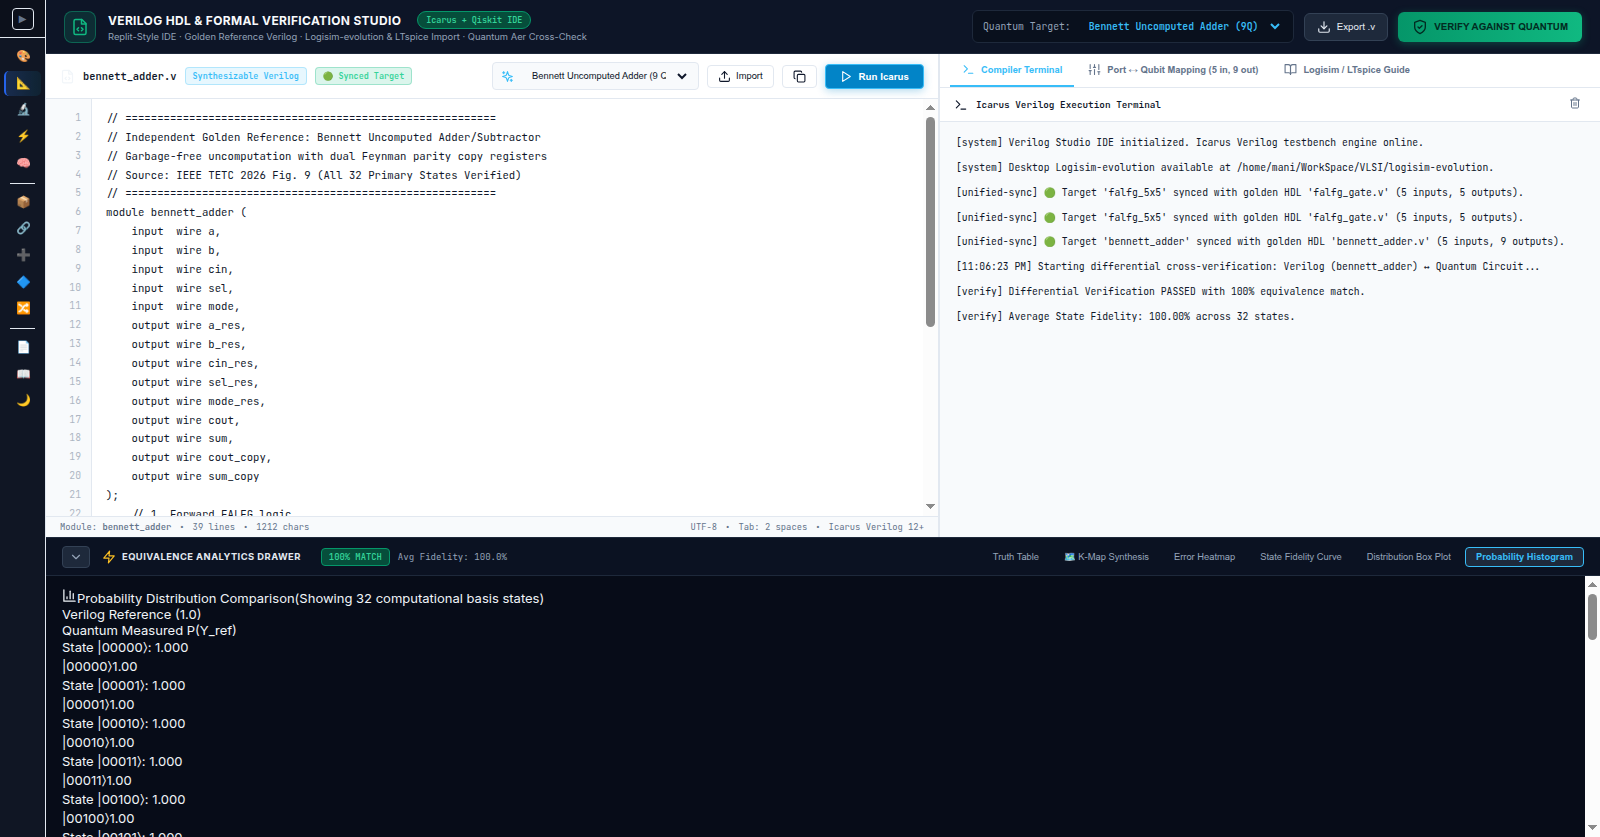 VERILOG HDL & FORMAL VERIFICATION STUDIO
Icarus + Qiskit IDE
Replit-Style IDE · Golden Reference Verilog · Logisim-evolution & LTspice Import · Quantum Aer Cross-Check
Quantum Target: Bennett Uncomputed Adder (9Q)
Export .v
VERIFY AGAINST QUANTUM
bennett_adder.v
Synthesizable Verilog
Synced Target
Bennett Uncomputed Adder (9 Q
Import
Run Icarus
1 // ==========================================================
2 // Independent Golden Reference: Bennett Uncomputed Adder/Subtractor
3 // Garbage-free uncomputation with dual Feynman parity copy registers
4 // Source: IEEE TETC 2026 Fig. 9 (All 32 Primary States Verified)
5 // ==========================================================
6 module bennett_adder (
7 input wire a,
8 input wire b,
9 input wire cin,
10 input wire sel,
11 input wire mode,
12 output wire a_res,
13 output wire b_res,
14 output wire cin_res,
15 output wire sel_res,
16 output wire mode_res,
17 output wire cout,
18 output wire sum,
19 output wire cout_copy,
20 output wire sum_copy
21 );
22 // 1. Forward FALFG logic
Module: bennett_adder • 39 lines • 1212 chars
UTF-8 • Tab: 2 spaces • Icarus Verilog 12+
Compiler Terminal
Port ↔ Qubit Mapping (5 in, 9 out)
Logisim / LTspice Guide
Icarus Verilog Execution Terminal
[system] Verilog Studio IDE initialized. Icarus Verilog testbench engine online.
[system] Desktop Logisim-evolution available at /home/mani/WorkSpace/VLSI/logisim-evolution.
[unified-sync] 🟢 Target 'falfg_5x5' synced with golden HDL 'falfg_gate.v' (5 inputs, 5 outputs).
[unified-sync] 🟢 Target 'falfg_5x5' synced with golden HDL 'falfg_gate.v' (5 inputs, 5 outputs).
[unified-sync] 🟢 Target 'bennett_adder' synced with golden HDL 'bennett_adder.v' (5 inputs, 9 outputs).
[11:06:23 PM] Starting differential cross-verification: Verilog (bennett_adder) ↔ Quantum Circuit...
[verify] Differential Verification PASSED with 100% equivalence match.
[verify] Average State Fidelity: 100.00% across 32 states.
EQUIVALENCE ANALYTICS DRAWER
100% MATCH
Avg Fidelity: 100.0%
Truth Table
K-Map Synthesis
Error Heatmap
State Fidelity Curve
Distribution Box Plot
Probability Histogram
Probability Distribution Comparison(Showing 32 computational basis states)
Verilog Reference (1.0)
Quantum Measured P(Y_ref)
State |00000⟩: 1.000
|00000⟩1.00
State |00001⟩: 1.000
|00001⟩1.00
State |00010⟩: 1.000
|00010⟩1.00
State |00011⟩: 1.000
|00011⟩1.00
State |00100⟩: 1.000
|00100⟩1.00
State |00101⟩: 1.000